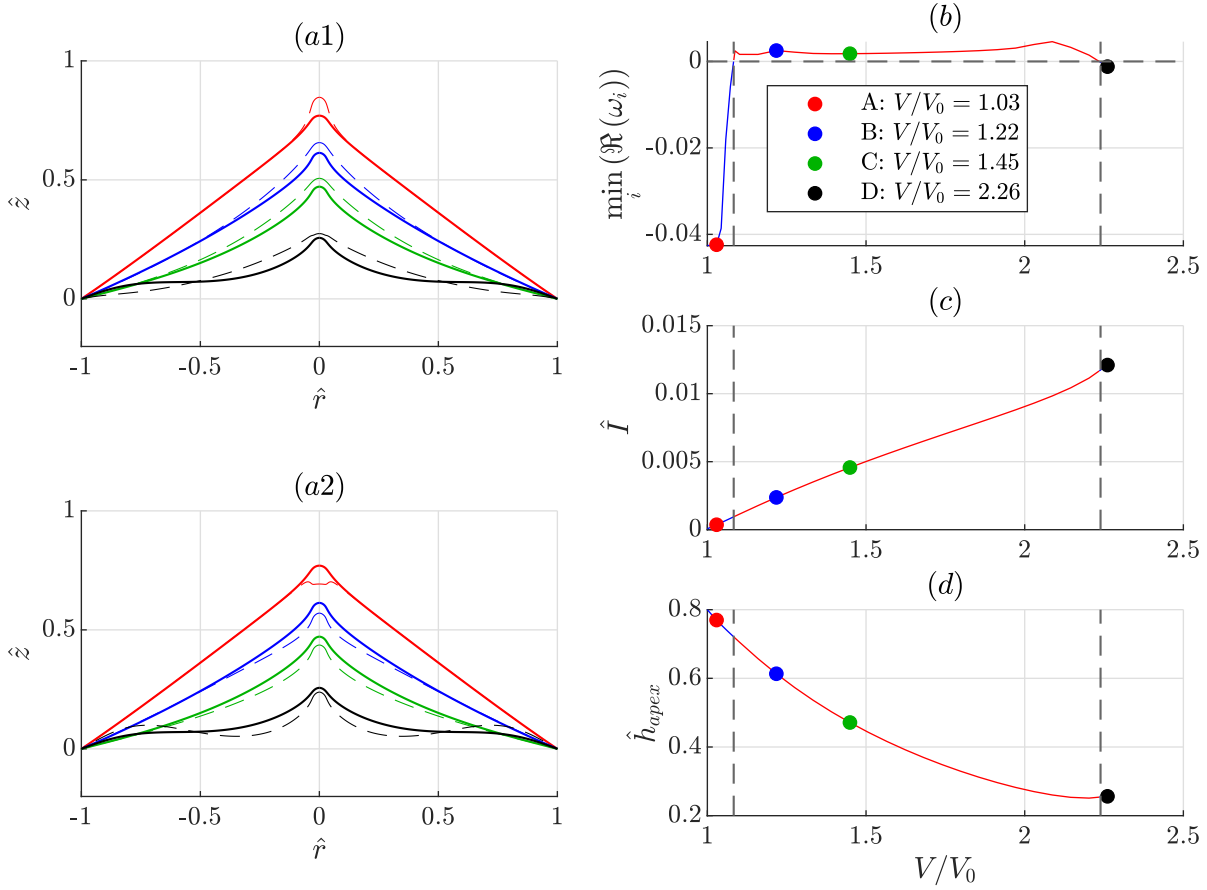 (a1)
1
0.5
0
ẑ
-1
-0.5
0
0.5
1
r̂
(a2)
1
0.5
0
ẑ
-1
-0.5
0
0.5
1
r̂
(b)
0
-0.02
-0.04
min_i (ℜ (ω_i))
A: V/V_0 = 1.03
B: V/V_0 = 1.22
C: V/V_0 = 1.45
D: V/V_0 = 2.26
1
1.5
2
2.5
(c)
0.015
0.01
0.005
0
Î
1
1.5
2
2.5
(d)
0.8
0.6
0.4
0.2
ĥ_apex
1
1.5
2
2.5
V/V_0